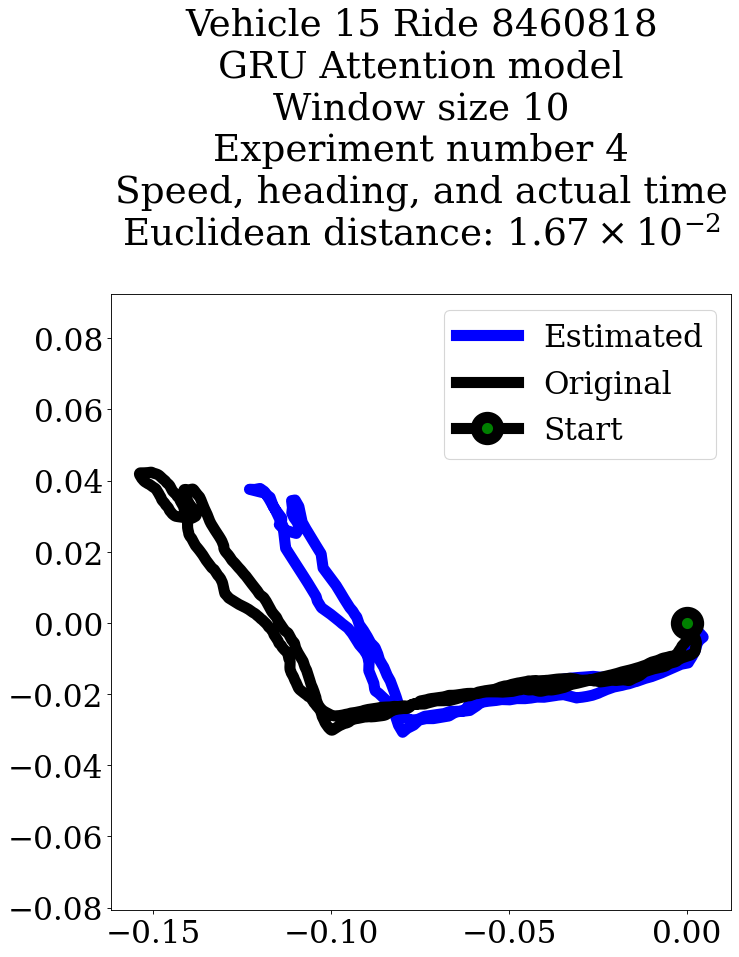 Vehicle 15 Ride 8460818
GRU Attention model
Window size 10
Experiment number 4
Speed, heading, and actual time
Euclidean distance: 1.67 × 10⁻²
Estimated
Original
Start
0.08
0.06
0.04
0.02
0.00
−0.02
−0.04
−0.06
−0.08
−0.15 −0.10 −0.05 0.00